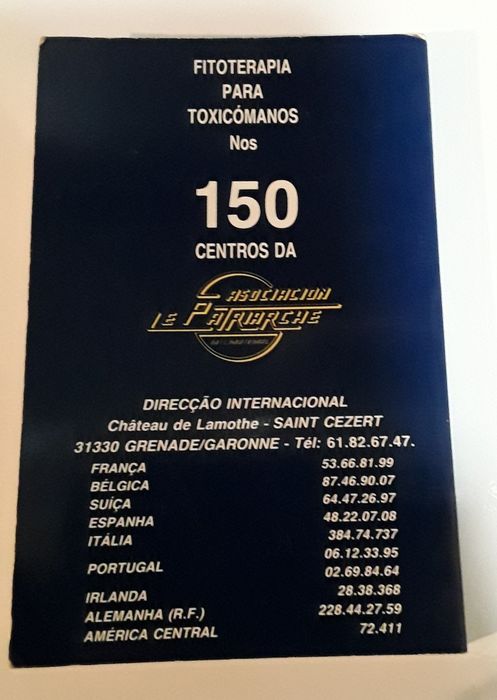 FITOTERAPIA
PARA
TOXICÓMANOS
Nos
150
CENTROS DA
ASOCIACION
LE PATRIARCHE
DIRECÇÃO INTERNACIONAL
Château de Lamothe - SAINT CEZERT
31330 GRENADE/GARONNE - Tél: 61.82.67.47.
FRANÇA 53.66.81.99
BÉLGICA 87.46.90.07
SUÍÇA 64.47.26.97
ESPANHA 48.22.07.08
ITÁLIA 384.74.737
06.12.33.95
PORTUGAL
02.69.84.64
IRLANDA 28.38.368
ALEMANHA (R.F.) 228.44.27.59
AMÉRICA CENTRAL 72.411